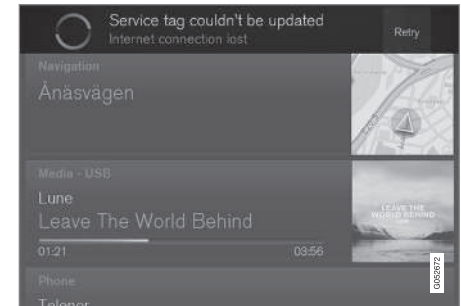 Service tag couldn't be updated
Internet connection lost
Retry
Navigation
Ånäsvägen
Media - USB
Lune
Leave The World Behind
01:21
03:56
LEAVE THE
WORLD BEHIND
Phone
Telenor
G052672